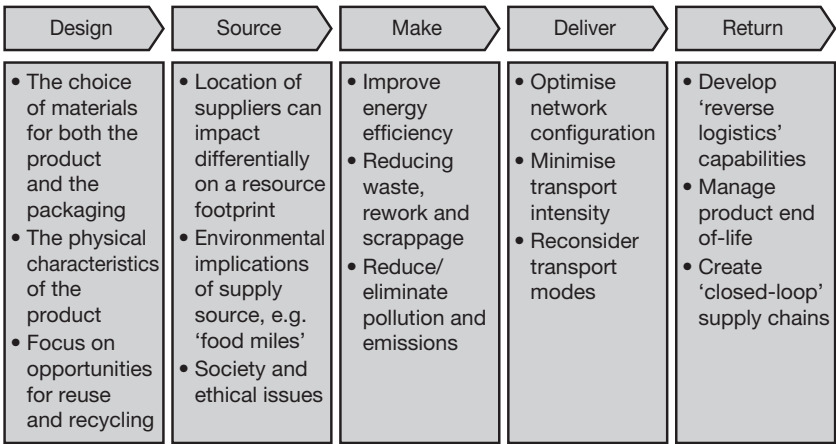 Design
Source
Make
Deliver
Return
• The choice
of materials
for both the
product
and the
packaging
• The physical
characteristics
of the
product
• Focus on
opportunities
for reuse
and recycling
• Location of
suppliers can
impact
differentially
on a resource
footprint
• Environmental
implications
of supply
source, e.g.
‘food miles’
• Society and
ethical issues
• Improve
energy
efficiency
• Reducing
waste,
rework and
scrappage
• Reduce/
eliminate
pollution and
emissions
• Optimise
network
configuration
• Minimise
transport
intensity
• Reconsider
transport
modes
• Develop
‘reverse
logistics’
capabilities
• Manage
product end
of-life
• Create
‘closed-loop’
supply chains